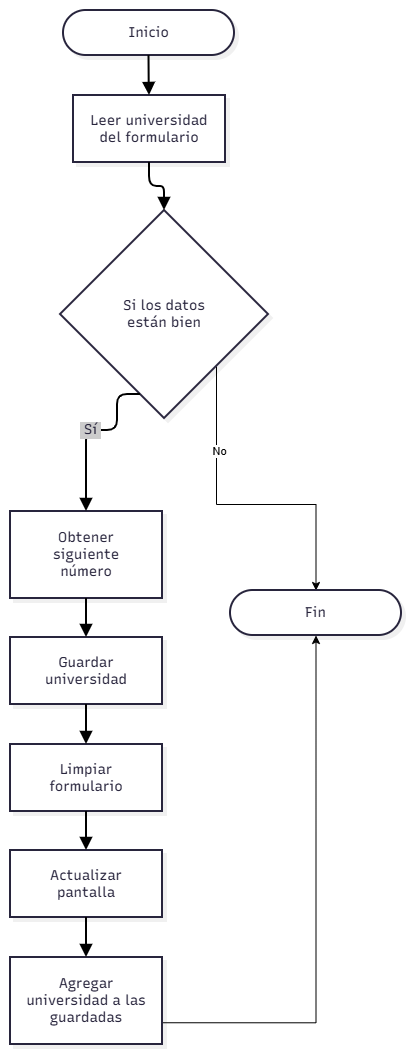 Inicio
Leer universidad
del formulario
Si los datos
están bien
Sí
No
Obtener
siguiente
número
Fin
Guardar
universidad
Limpiar
formulario
Actualizar
pantalla
Agregar
universidad a las
guardadas